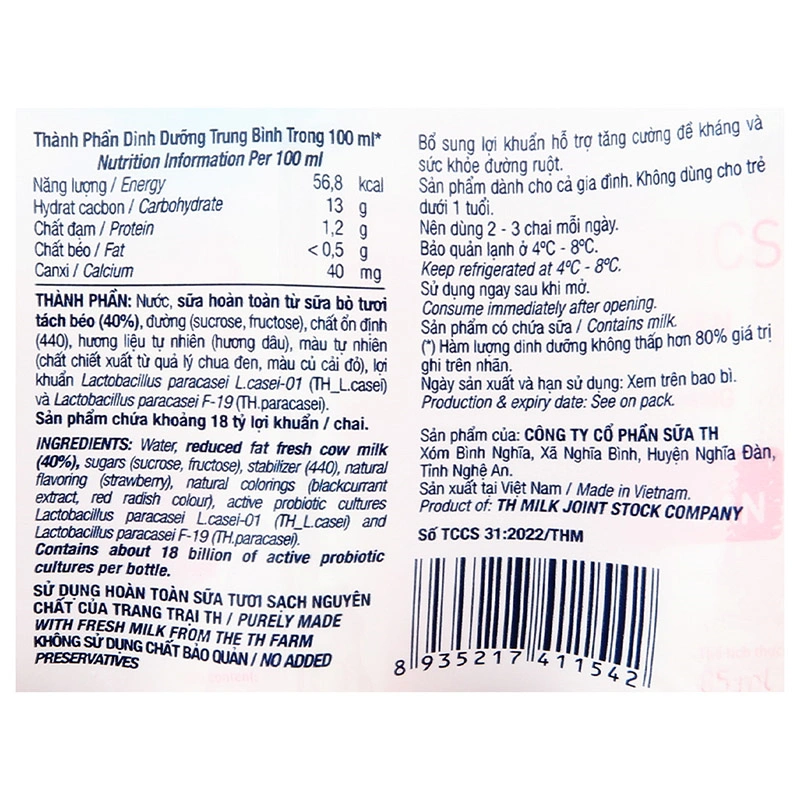 Thành Phần Dinh Dưỡng Trung Bình Trong 100 ml*
Nutrition Information Per 100 ml
Năng lượng / Energy 56,8 kcal
Hydrat cacbon / Carbohydrate 13 g
Chất đạm / Protein 1,2 g
Chất béo / Fat < 0,5 g
Canxi / Calcium 40 mg
THÀNH PHẦN: Nước, sữa hoàn toàn từ sữa bò tươi
tách béo (40%), đường (sucrose, fructose), chất ổn định
(440), hương liệu tự nhiên (hương dâu), màu tự nhiên
(chất chiết xuất từ quả lý chua đen, màu củ cải đỏ), lợi
khuẩn Lactobacillus paracasei L.casei-01 (TH_L.casei)
và Lactobacillus paracasei F-19 (TH.paracasei).
Sản phẩm chứa khoảng 18 tỷ lợi khuẩn / chai.
INGREDIENTS: Water, reduced fat fresh cow milk
(40%), sugars (sucrose, fructose), stabilizer (440), natural
flavoring (strawberry), natural colorings (blackcurrant
extract, red radish colour), active probiotic cultures
Lactobacillus paracasei L.casei-01 (TH_L.casei) and
Lactobacillus paracasei F-19 (TH.paracasei).
Contains about 18 billion of active probiotic
cultures per bottle.
SỬ DỤNG HOÀN TOÀN SỮA TƯƠI SẠCH NGUYÊN
CHẤT CỦA TRANG TRẠI TH / PURELY MADE
WITH FRESH MILK FROM THE TH FARM
KHÔNG SỬ DỤNG CHẤT BẢO QUẢN / NO ADDED
PRESERVATIVES
Bổ sung lợi khuẩn hỗ trợ tăng cường đề kháng và
sức khỏe đường ruột.
Sản phẩm dành cho cả gia đình. Không dùng cho trẻ
dưới 1 tuổi.
Nên dùng 2 - 3 chai mỗi ngày.
Bảo quản lạnh ở 4ºC - 8ºC.
Keep refrigerated at 4ºC - 8ºC.
Sử dụng ngay sau khi mở.
Consume immediately after opening.
Sản phẩm có chứa sữa / Contains milk.
(*) Hàm lượng dinh dưỡng không thấp hơn 80% giá trị
ghi trên nhãn.
Ngày sản xuất và hạn sử dụng: Xem trên bao bì.
Production & expiry date: See on pack.
Sản phẩm của: CÔNG TY CỔ PHẦN SỮA TH
Xóm Bình Nghĩa, Xã Nghĩa Bình, Huyện Nghĩa Đàn,
Tỉnh Nghệ An.
Sản xuất tại Việt Nam / Made in Vietnam.
Product of: TH MILK JOINT STOCK COMPANY
Số TCCS 31:2022/THM
8 935217 411542